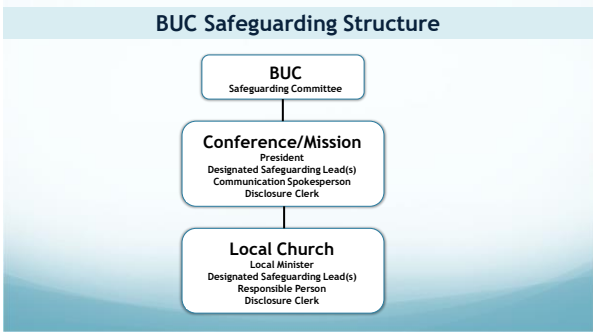 BUC Safeguarding Structure
BUC
Safeguarding Committee
Conference/Mission
President
Designated Safeguarding Lead(s)
Communication Spokesperson
Disclosure Clerk
Local Church
Local Minister
Designated Safeguarding Lead(s)
Responsible Person
Disclosure Clerk